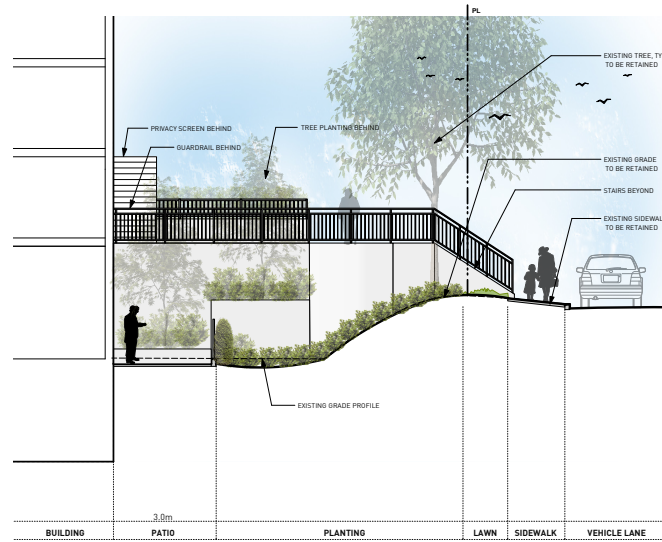 PL
EXISTING TREE, TY
TO BE RETAINED
PRIVACY SCREEN BEHIND
TREE PLANTING BEHIND
GUARDRAIL BEHIND
EXISTING GRADE
TO BE RETAINED
STAIRS BEYOND
EXISTING SIDEWAL
TO BE RETAINED
EXISTING GRADE PROFILE
3.0m
BUILDING PATIO PLANTING LAWN SIDEWALK VEHICLE LANE